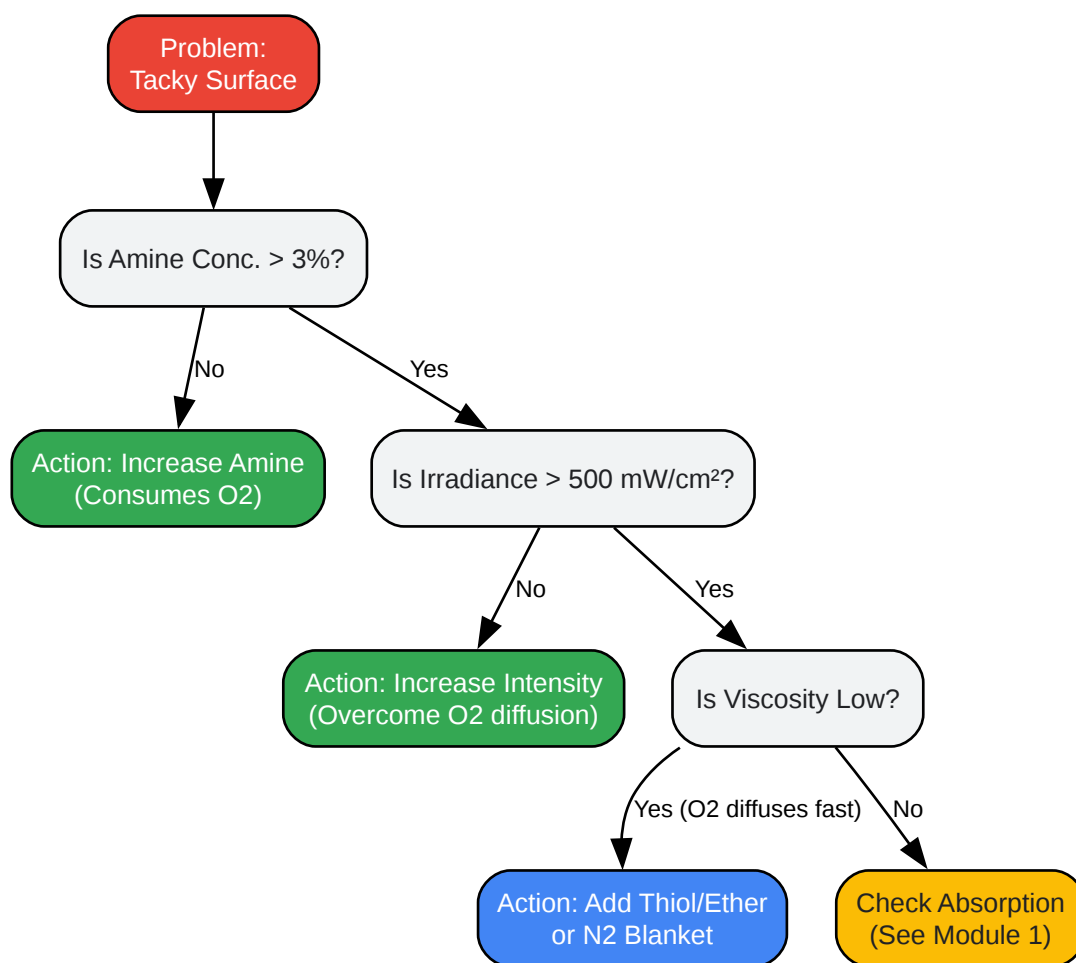 Problem:
Tacky Surface
Is Amine Conc. > 3%?
No
Yes
Action: Increase Amine
(Consumes O2)
Is Irradiance > 500 mW/cm²?
No
Yes
Action: Increase Intensity
(Overcome O2 diffusion)
Is Viscosity Low?
Yes (O2 diffuses fast)
No
Action: Add Thiol/Ether
or N2 Blanket
Check Absorption
(See Module 1)